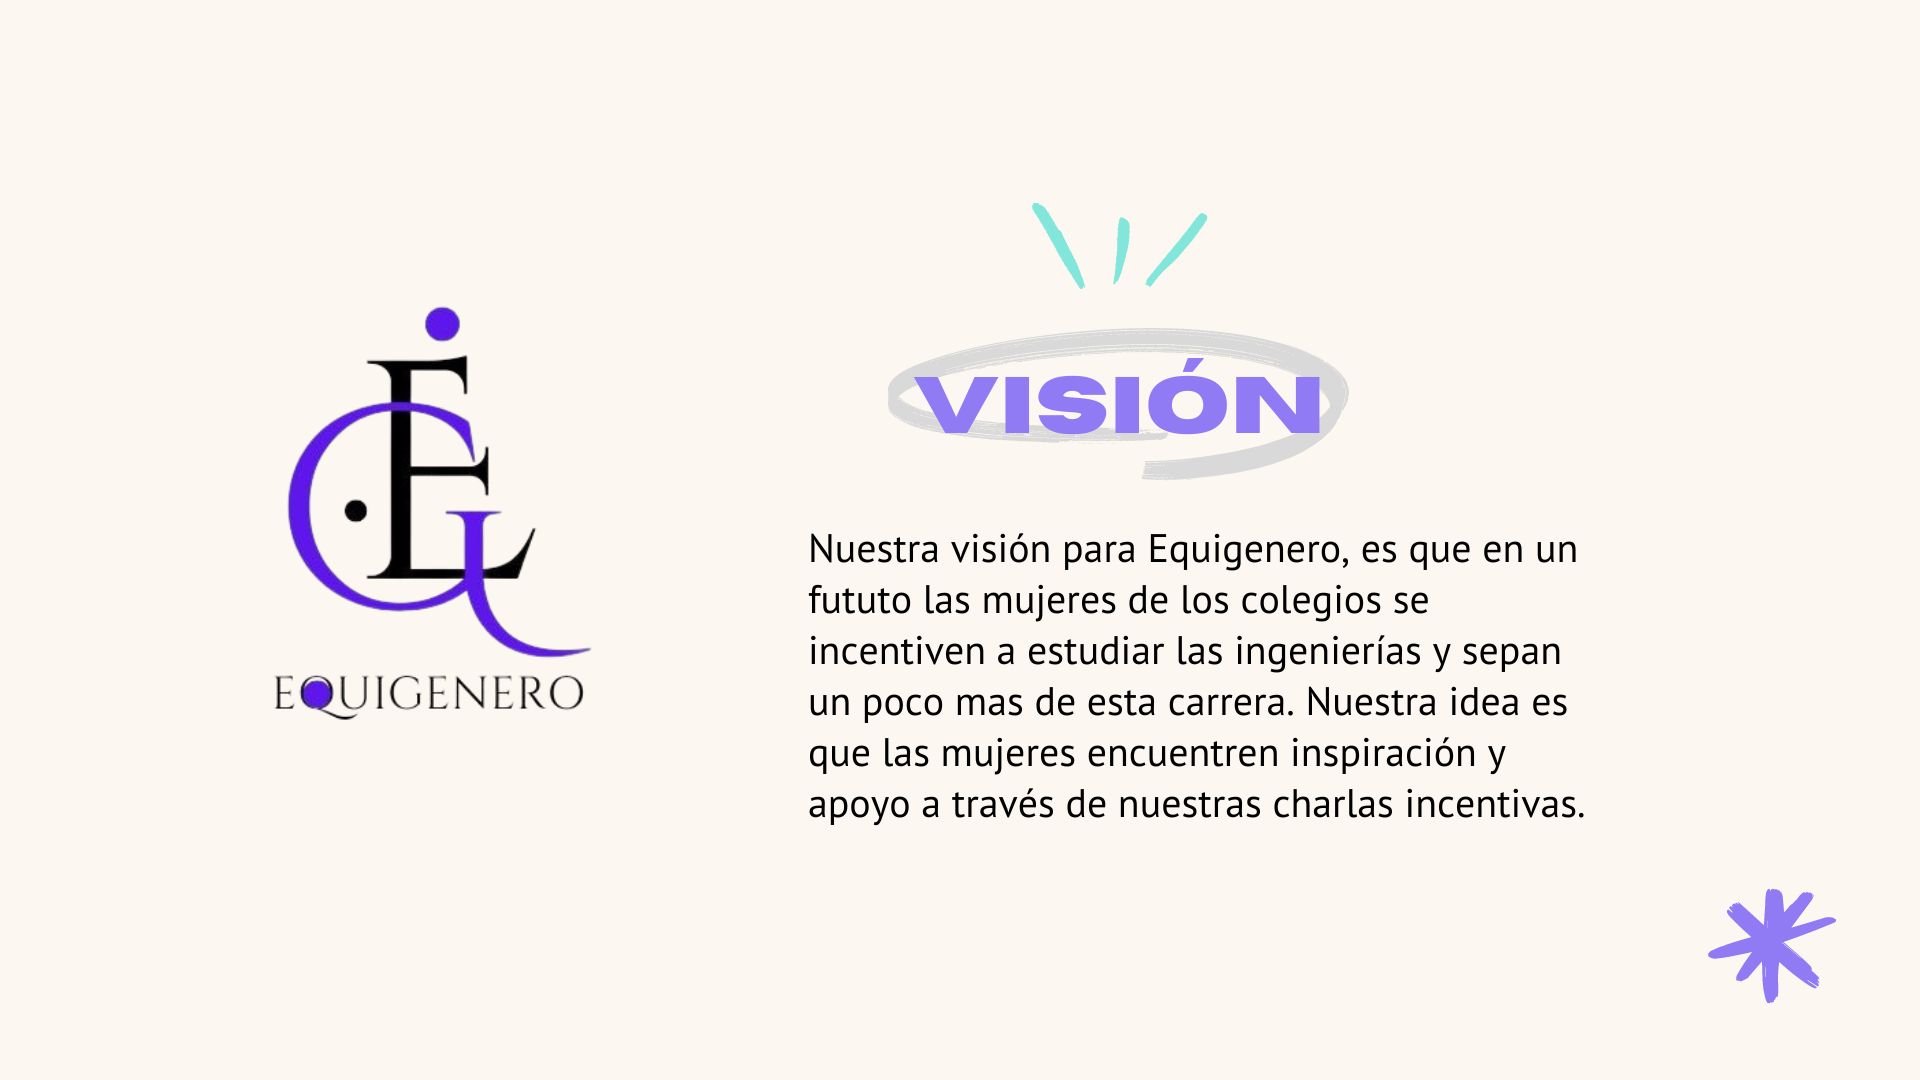 EQUIGENERO
VISIÓN
Nuestra visión para Equigenero, es que en un
fututo las mujeres de los colegios se
incentiven a estudiar las ingenierías y sepan
un poco mas de esta carrera. Nuestra idea es
que las mujeres encuentren inspiración y
apoyo a través de nuestras charlas incentivas.